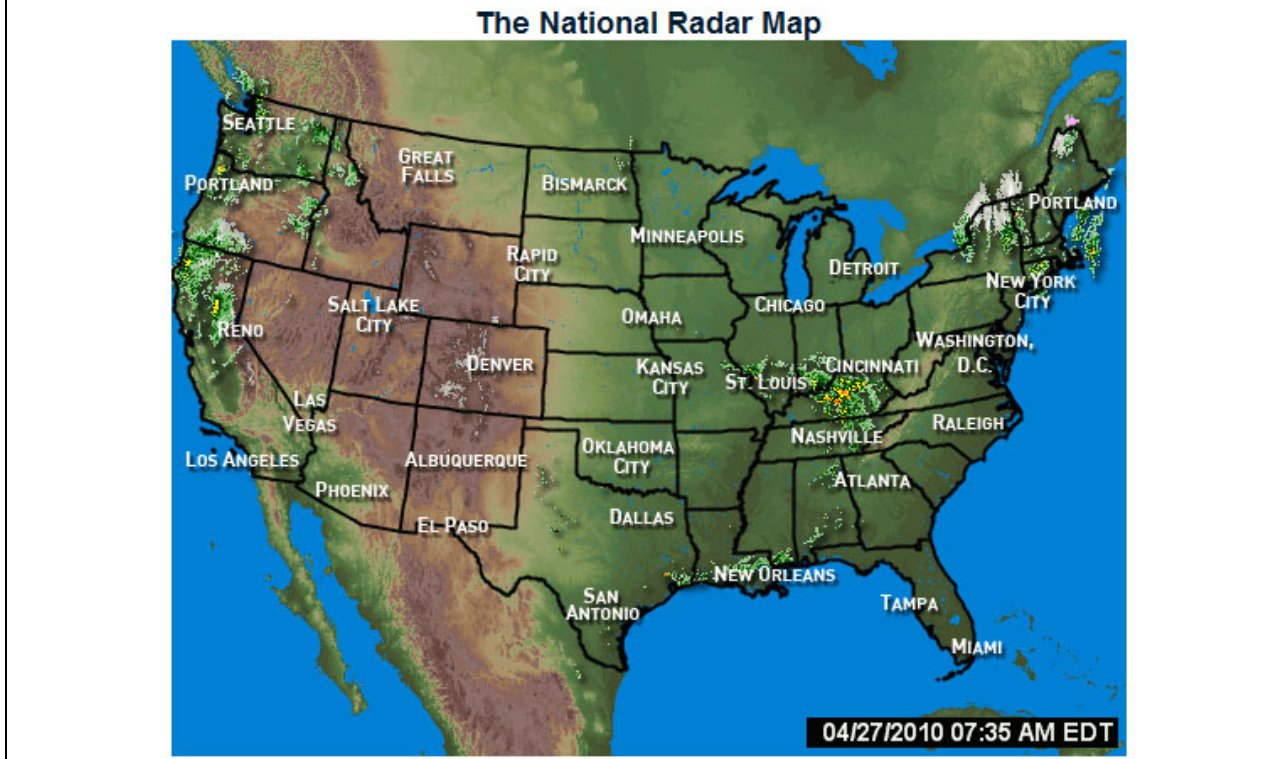 The National Radar Map
SEATTLE
GREAT
FALLS
BISMARCK
PORTLAND
PORTLAND
MINNEAPOLIS
RAPID
CITY
DETROIT
NEW YORK
CITY
SALT LAKE
CITY
CHICAGO
OMAHA
RENO
WASHINGTON,
D.C.
DENVER
KANSAS
CITY
ST. LOUIS
CINCINNATI
LAS
VEGAS
RALEIGH
NASHVILLE
OKLAHOMA
CITY
LOS ANGELES
ALBUQUERQUE
PHOENIX
ATLANTA
DALLAS
EL PASO
NEW ORLEANS
SAN
ANTONIO
TAMPA
MIAMI
04/27/2010 07:35 AM EDT